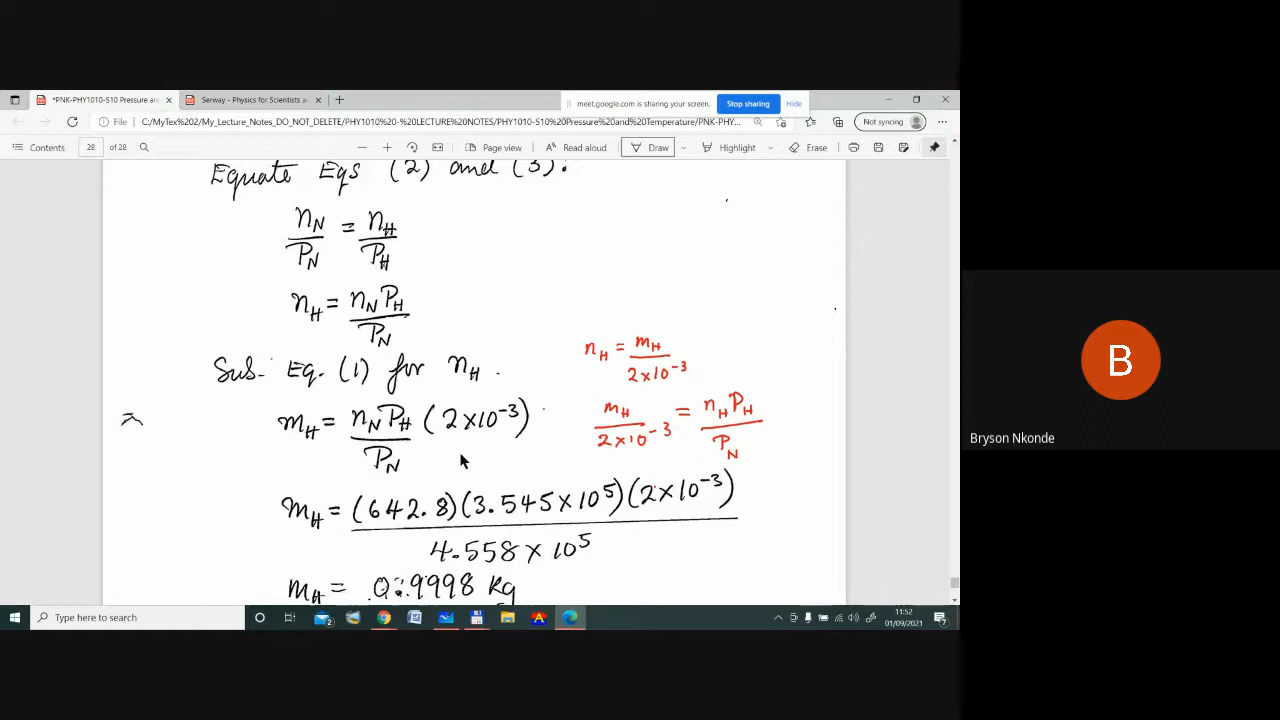 *PNK-PHY1010-S10 Pressure an
Serway - Physics for Scientists a
meet.google.com is sharing your screen.
Stop sharing
Hide
File
C:/MyTex%202/My_Lecture_Notes_DO_NOT_DELETE/PHY1010%20-%20LECTURE%20NOTES/PHY1010-S10%20Pressure%20and%20Temperature/PNK-PHY...
Not syncing
Contents
28 of 28
Page view
Read aloud
Draw
Highlight
Erase
Equate Eqs (2) and (3):
n_N / P_N = n_H / P_H
n_H = n_N P_H / P_N
Sub. Eq. (1) for n_H.
n_H = m_H / 2×10⁻³
m_H = n_N P_H / P_N (2×10⁻³)
m_H / 2×10⁻³ = n_H P_H / P_N
m_H = (642.8)(3.545×10⁵)(2×10⁻³) / 4.558×10⁵
m_H = 0.9998 kg
B
Bryson Nkonde
Type here to search
11:52
01/09/2021